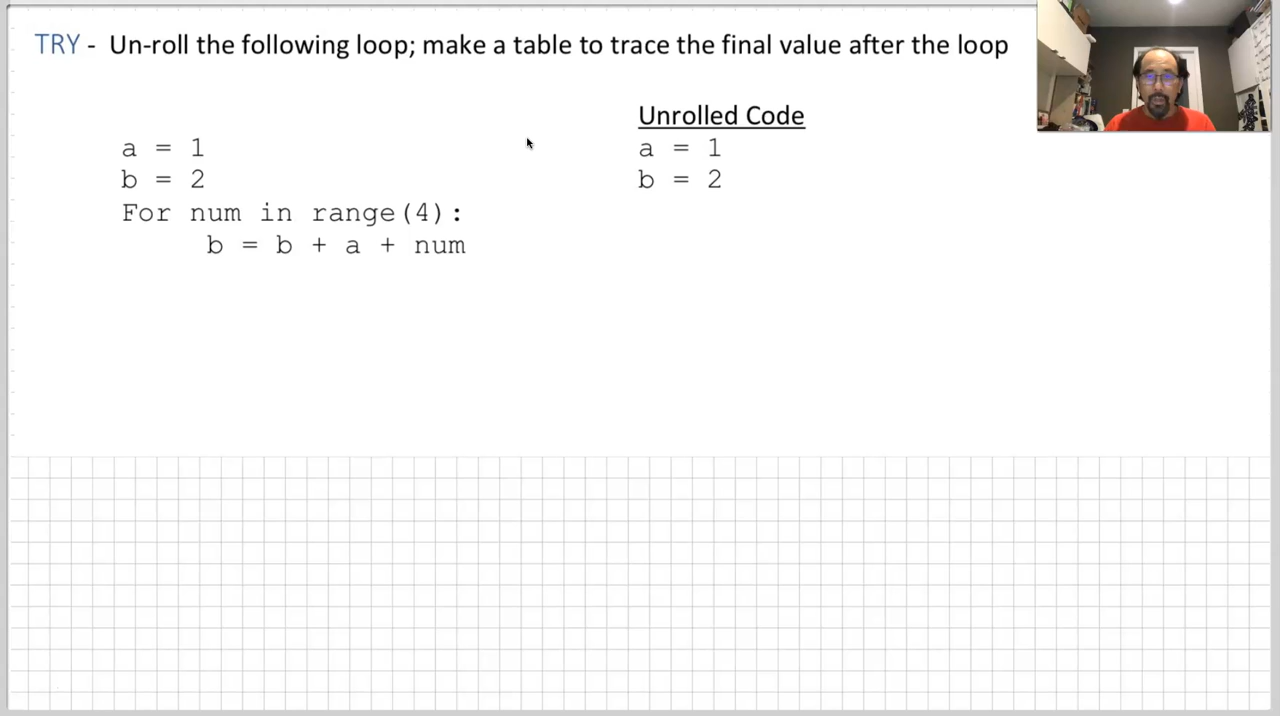 TRY - Un-roll the following loop; make a table to trace the final value after the loop
a = 1
b = 2
For num in range(4):
b = b + a + num
Unrolled Code
a = 1
b = 2